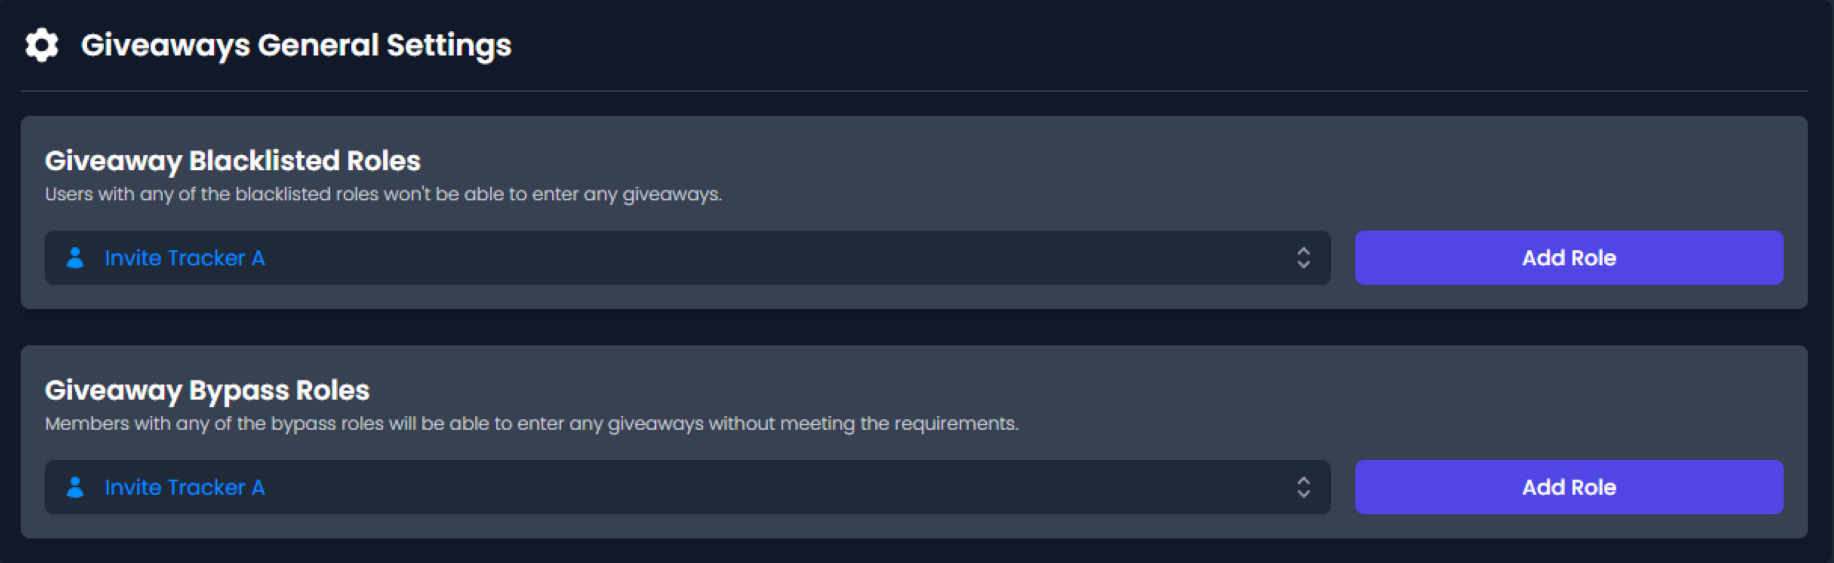 Giveaways General Settings
Giveaway Blacklisted Roles
Users with any of the blacklisted roles won't be able to enter any giveaways.
Invite Tracker A
Add Role
Giveaway Bypass Roles
Members with any of the bypass roles will be able to enter any giveaways without meeting the requirements.
Invite Tracker A
Add Role